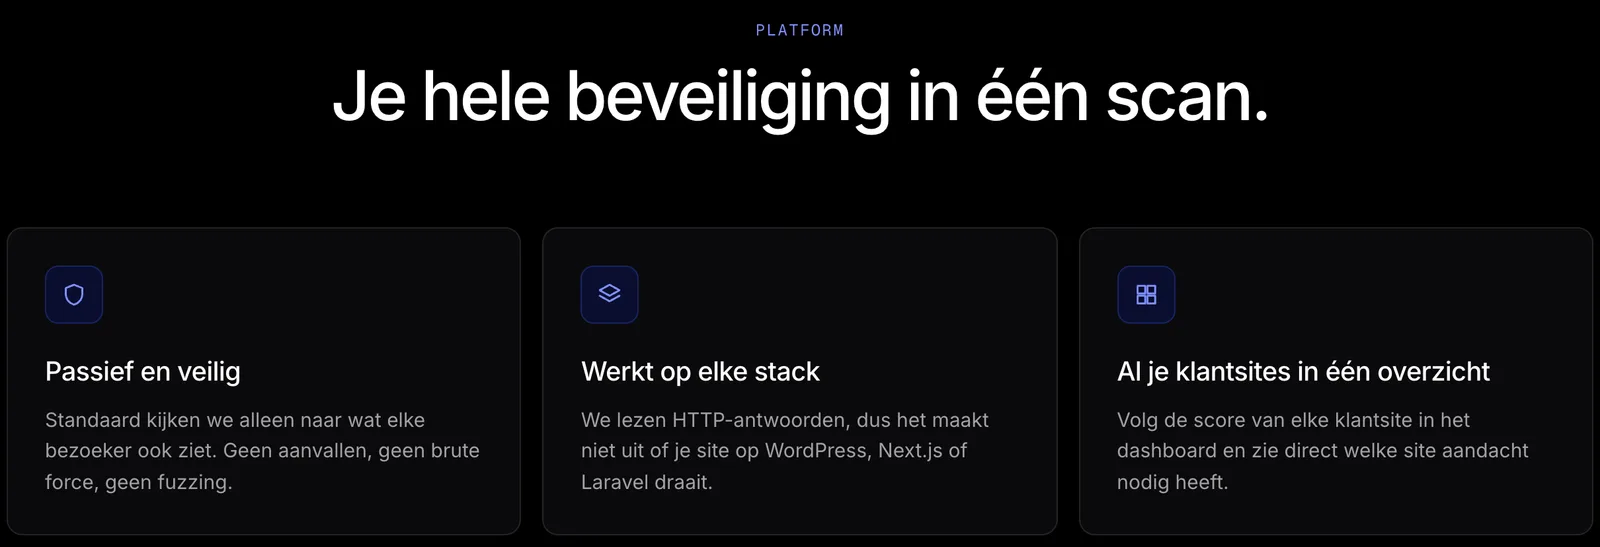 PLATFORM
Je hele beveiliging in één scan.
Passief en veilig
Standaard kijken we alleen naar wat elke
bezoeker ook ziet. Geen aanvallen, geen brute
force, geen fuzzing.
Werkt op elke stack
We lezen HTTP-antwoorden, dus het maakt
niet uit of je site op WordPress, Next.js of
Laravel draait.
Al je klantsites in één overzicht
Volg de score van elke klantsite in het
dashboard en zie direct welke site aandacht
nodig heeft.